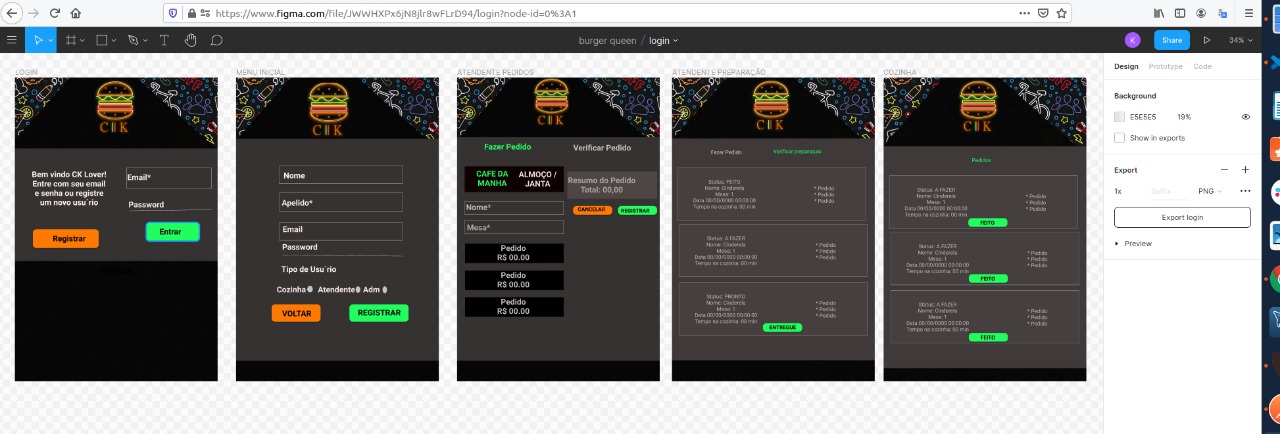 https://www.figma.com/file/JWWHXPx6jN8jlr8wFLrD94/login?node-id=0%3A1
burger queen / login
K
Share
34%
LOGIN
CK
Bem vindo CK Lover!
Entre com seu email
e senha ou registre
um novo usu´rio
Email*
Password
Registrar
Entrar
MENU INICIAL
CK
Nome
Apelido*
Email
Password
Tipo de Usu´rio
Cozinha Atendente Adm
VOLTAR
REGISTRAR
ATENDENTE PEDIDOS
CK
Fazer Pedido
Verificar Pedido
CAFE DA
MANHA
ALMOÇO /
JANTA
Resumo do Pedido
Total: 00,00
CANCELAR
REGISTRAR
Nome*
Mesa*
Pedido
R$ 00.00
Pedido
R$ 00.00
Pedido
R$ 00.00
ATENDENTE PREPARAÇÃO
CK
Fazer Pedido
Verificar preparaçao
Status: FEITO
Nome: Cinderela
Mesa: 1
Data 00/00/0000 00:00:00
Tempo na cozinha: 00 min
* Pedido
* Pedido
* Pedido
Status: A FAZER
Nome: Cinderela
Mesa: 1
Data 00/00/0000 00:00:00
Tempo na cozinha: 00 min
* Pedido
* Pedido
* Pedido
Status: PRONTO
Nome: Cinderela
Mesa: 1
Data 00/00/0000 00:00:00
Tempo na cozinha: 00 min
* Pedido
* Pedido
* Pedido
ENTREGUE
COZINHA
CK
Pedidos
Status: A FAZER
Nome: Cinderela
Mesa: 1
Data 00/00/0000 00:00:00
Tempo na cozinha: 00 min
* Pedido
* Pedido
* Pedido
FEITO
Status: A FAZER
Nome: Cinderela
Mesa: 1
Data 00/00/0000 00:00:00
Tempo na cozinha: 00 min
* Pedido
* Pedido
* Pedido
FEITO
Status: A FAZER
Nome: Cinderela
Mesa: 1
Data 00/00/0000 00:00:00
Tempo na cozinha: 00 min
* Pedido
* Pedido
* Pedido
FEITO
Design Prototype Code
Background
E5E5E5 19%
Show in exports
Export
1x Suffix PNG
Export login
Preview